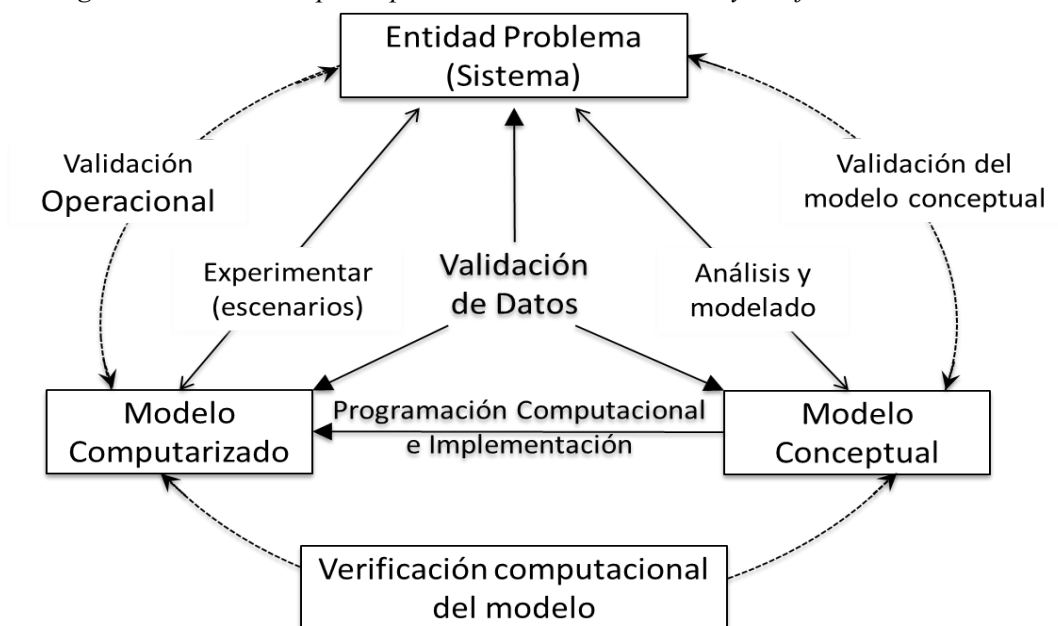 Entidad Problema
(Sistema)
Validación
Operacional
Validación del
modelo conceptual
Experimentar
(escenarios)
Validación
de Datos
Análisis y
modelado
Modelo
Computarizado
Programación Computacional
e Implementación
Modelo
Conceptual
Verificación computacional
del modelo